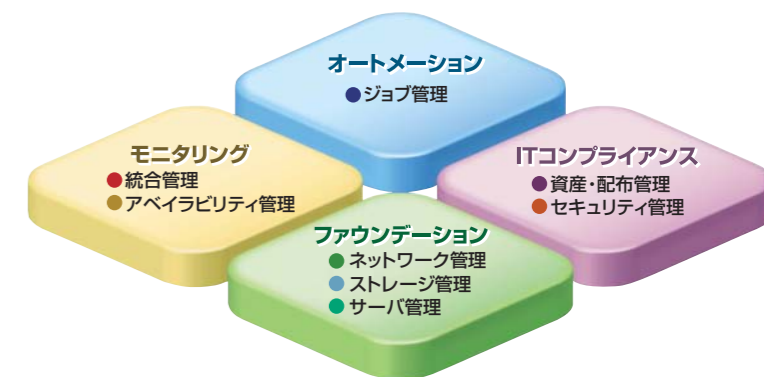 オートメーション
●ジョブ管理
モニタリング
●統合管理
●アベイラビリティ管理
ITコンプライアンス
●資産・配布管理
●セキュリティ管理
ファウンデーション
●ネットワーク管理
●ストレージ管理
●サーバ管理